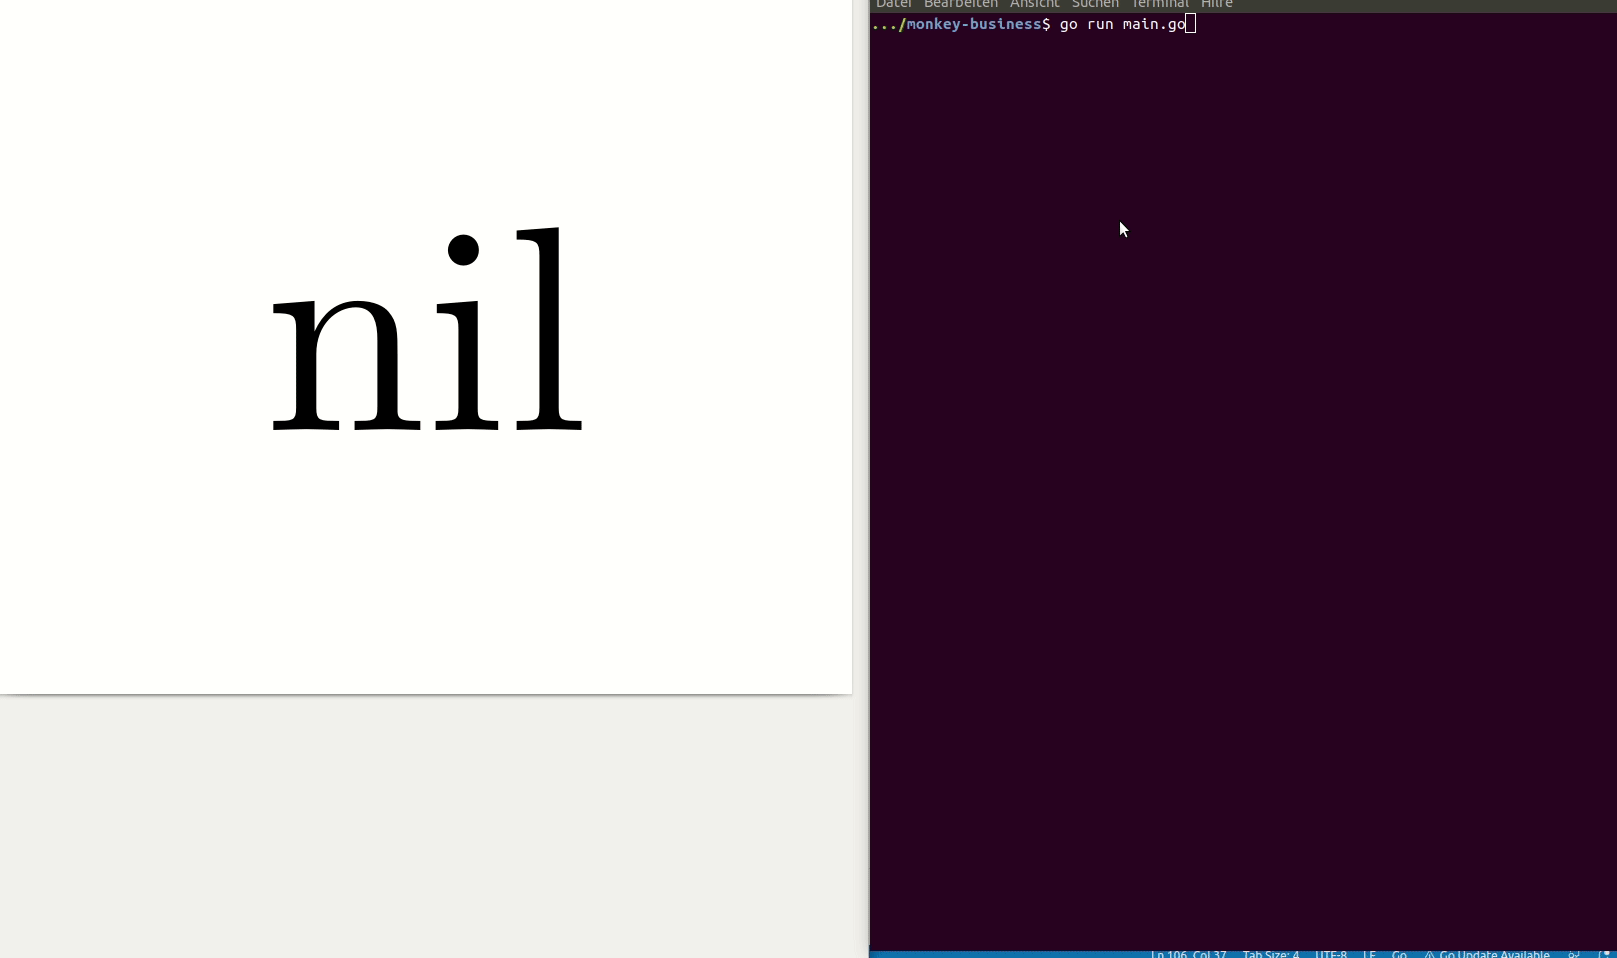 nil
Datei Bearbeiten Ansicht Suchen Terminal Hilfe
.../monkey-business$ go run main.go
Ln 106, Col 37 Tab Size: 4 UTF-8 LF Go Go Update Available